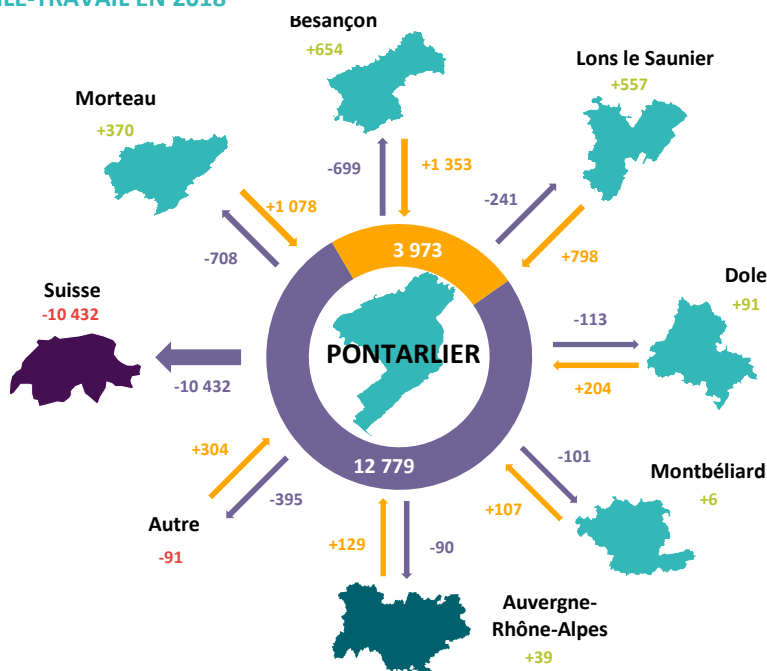 EN 2018
Besançon
+654
Lons le Saunier
+557
Morteau
+370
-699
+1 353
-241
+1 078
-708
+798
3 973
Dole
+91
Suisse
-10 432
-113
PONTARLIER
-10 432
+204
+304
12 779
-101
Montbéliard
+6
-395
+107
Autre
-91
+129
-90
Auvergne-
Rhône-Alpes
+39